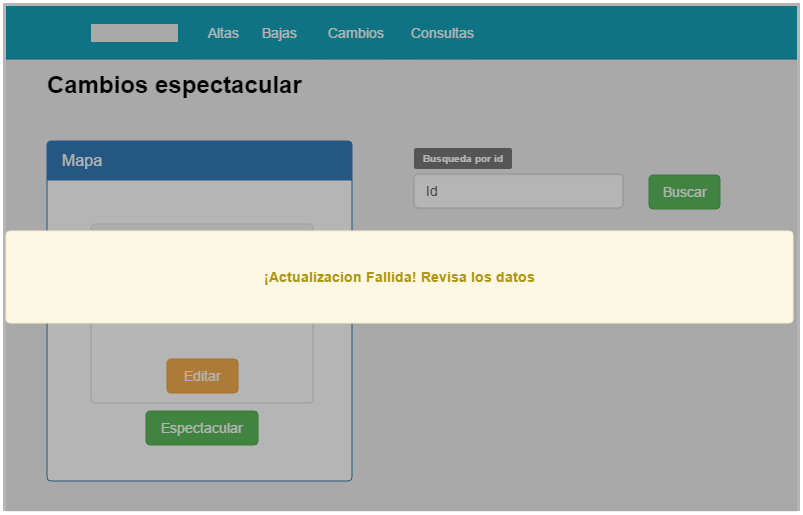 Altas Bajas Cambios Consultas
Cambios espectacular
Mapa
Busqueda por id
Id
Buscar
¡Actualizacion Fallida! Revisa los datos
Editar
Espectacular